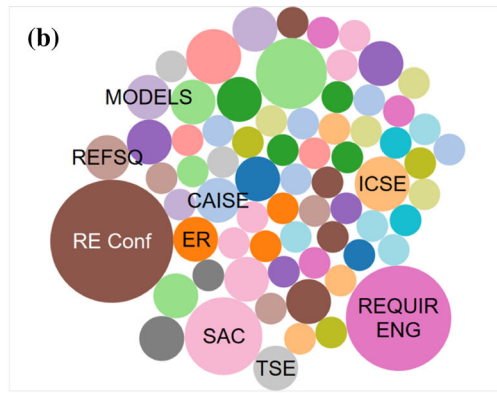 (b)
MODELS
REFSQ
ICSE
CAISE
RE Conf
ER
REQUIR
ENG
SAC
TSE